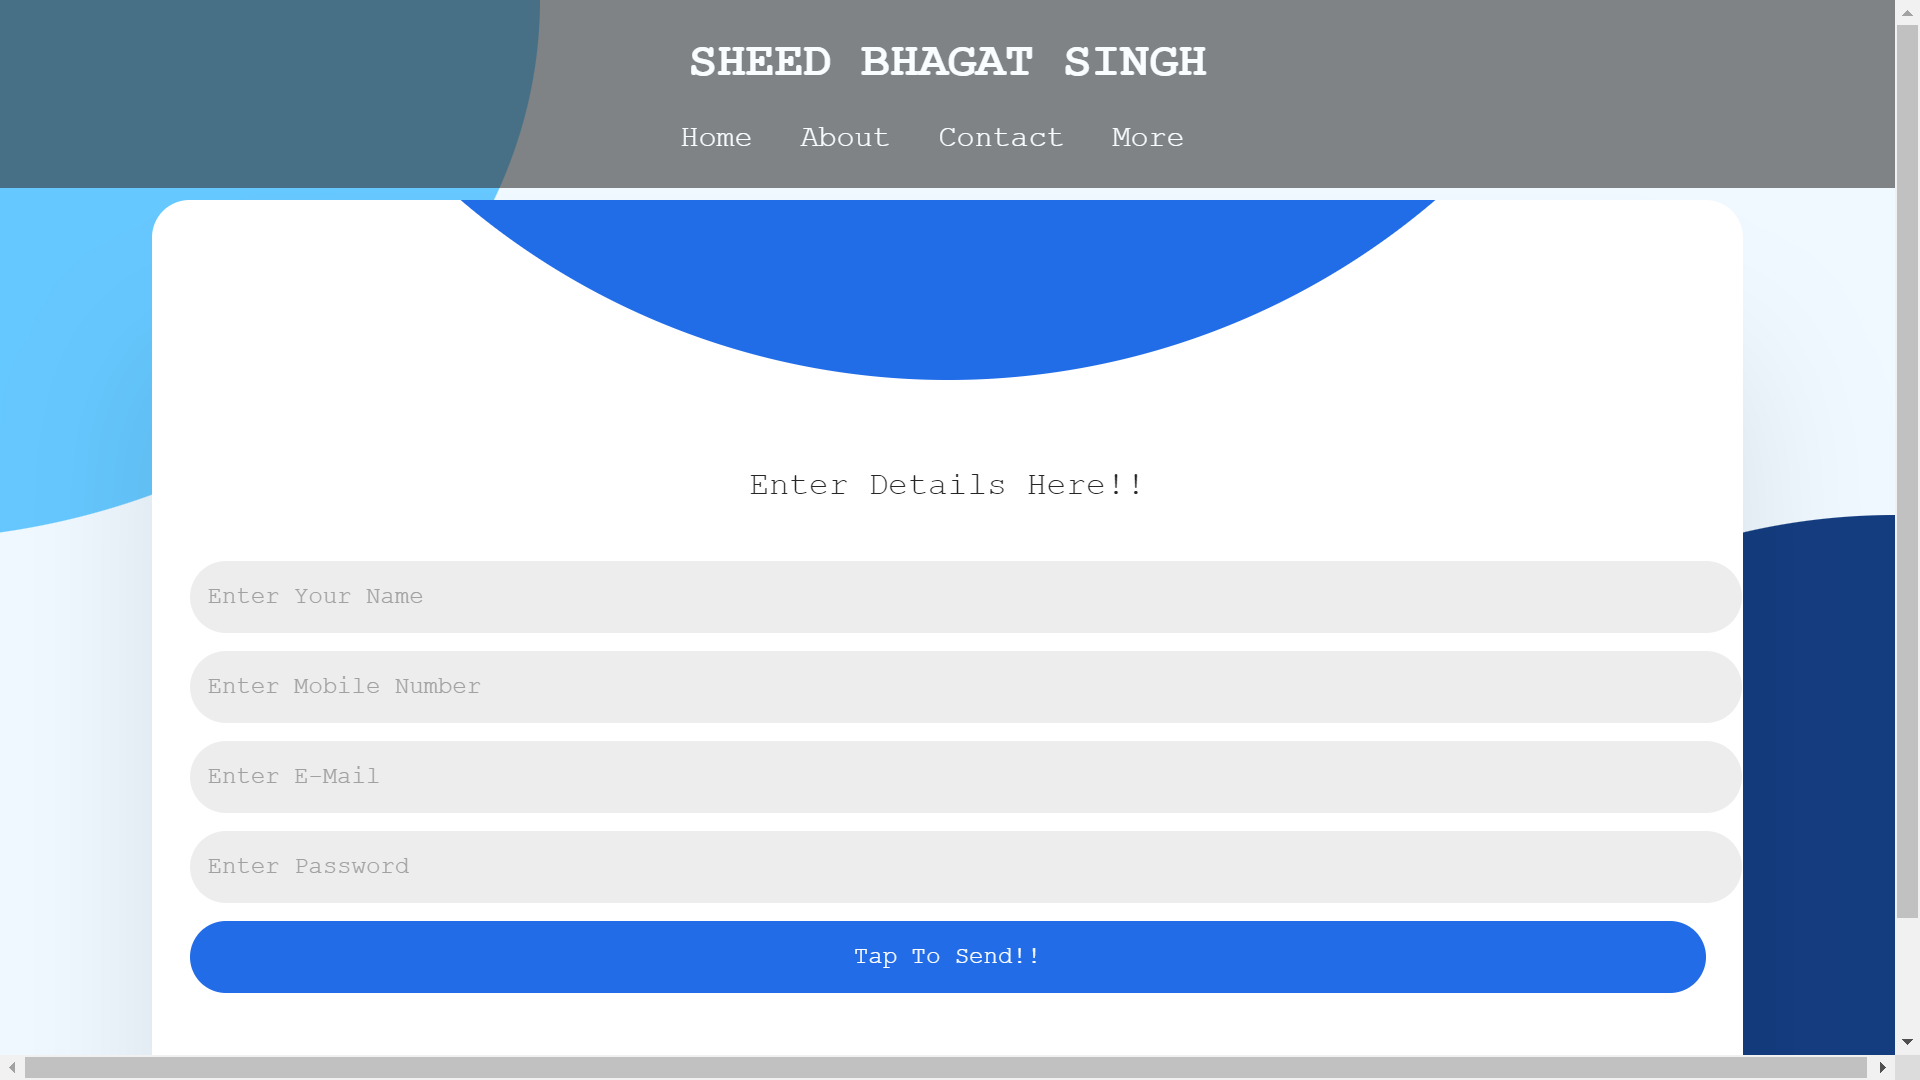 SHEED BHAGAT SINGH
Home About Contact More
Enter Details Here!!
Enter Your Name
Enter Mobile Number
Enter E-Mail
Enter Password
Tap To Send!!